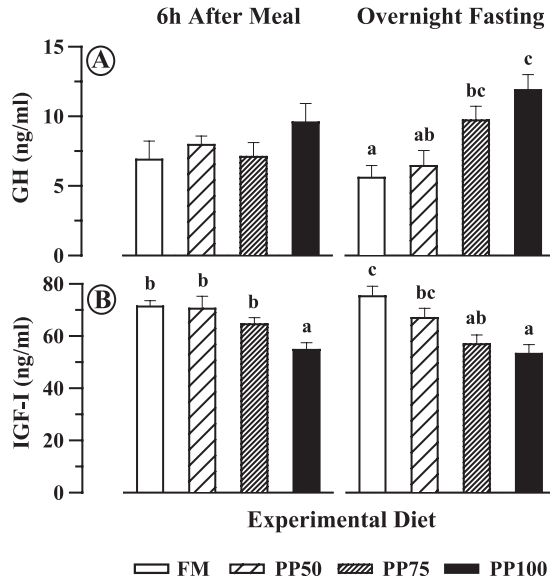 6h After Meal Overnight Fasting
A
GH (ng/ml)
15
10
5
0
a ab bc c
B
IGF-I (ng/ml)
80
60
40
20
0
b b b a
c bc ab a
Experimental Diet
FM PP50 PP75 PP100